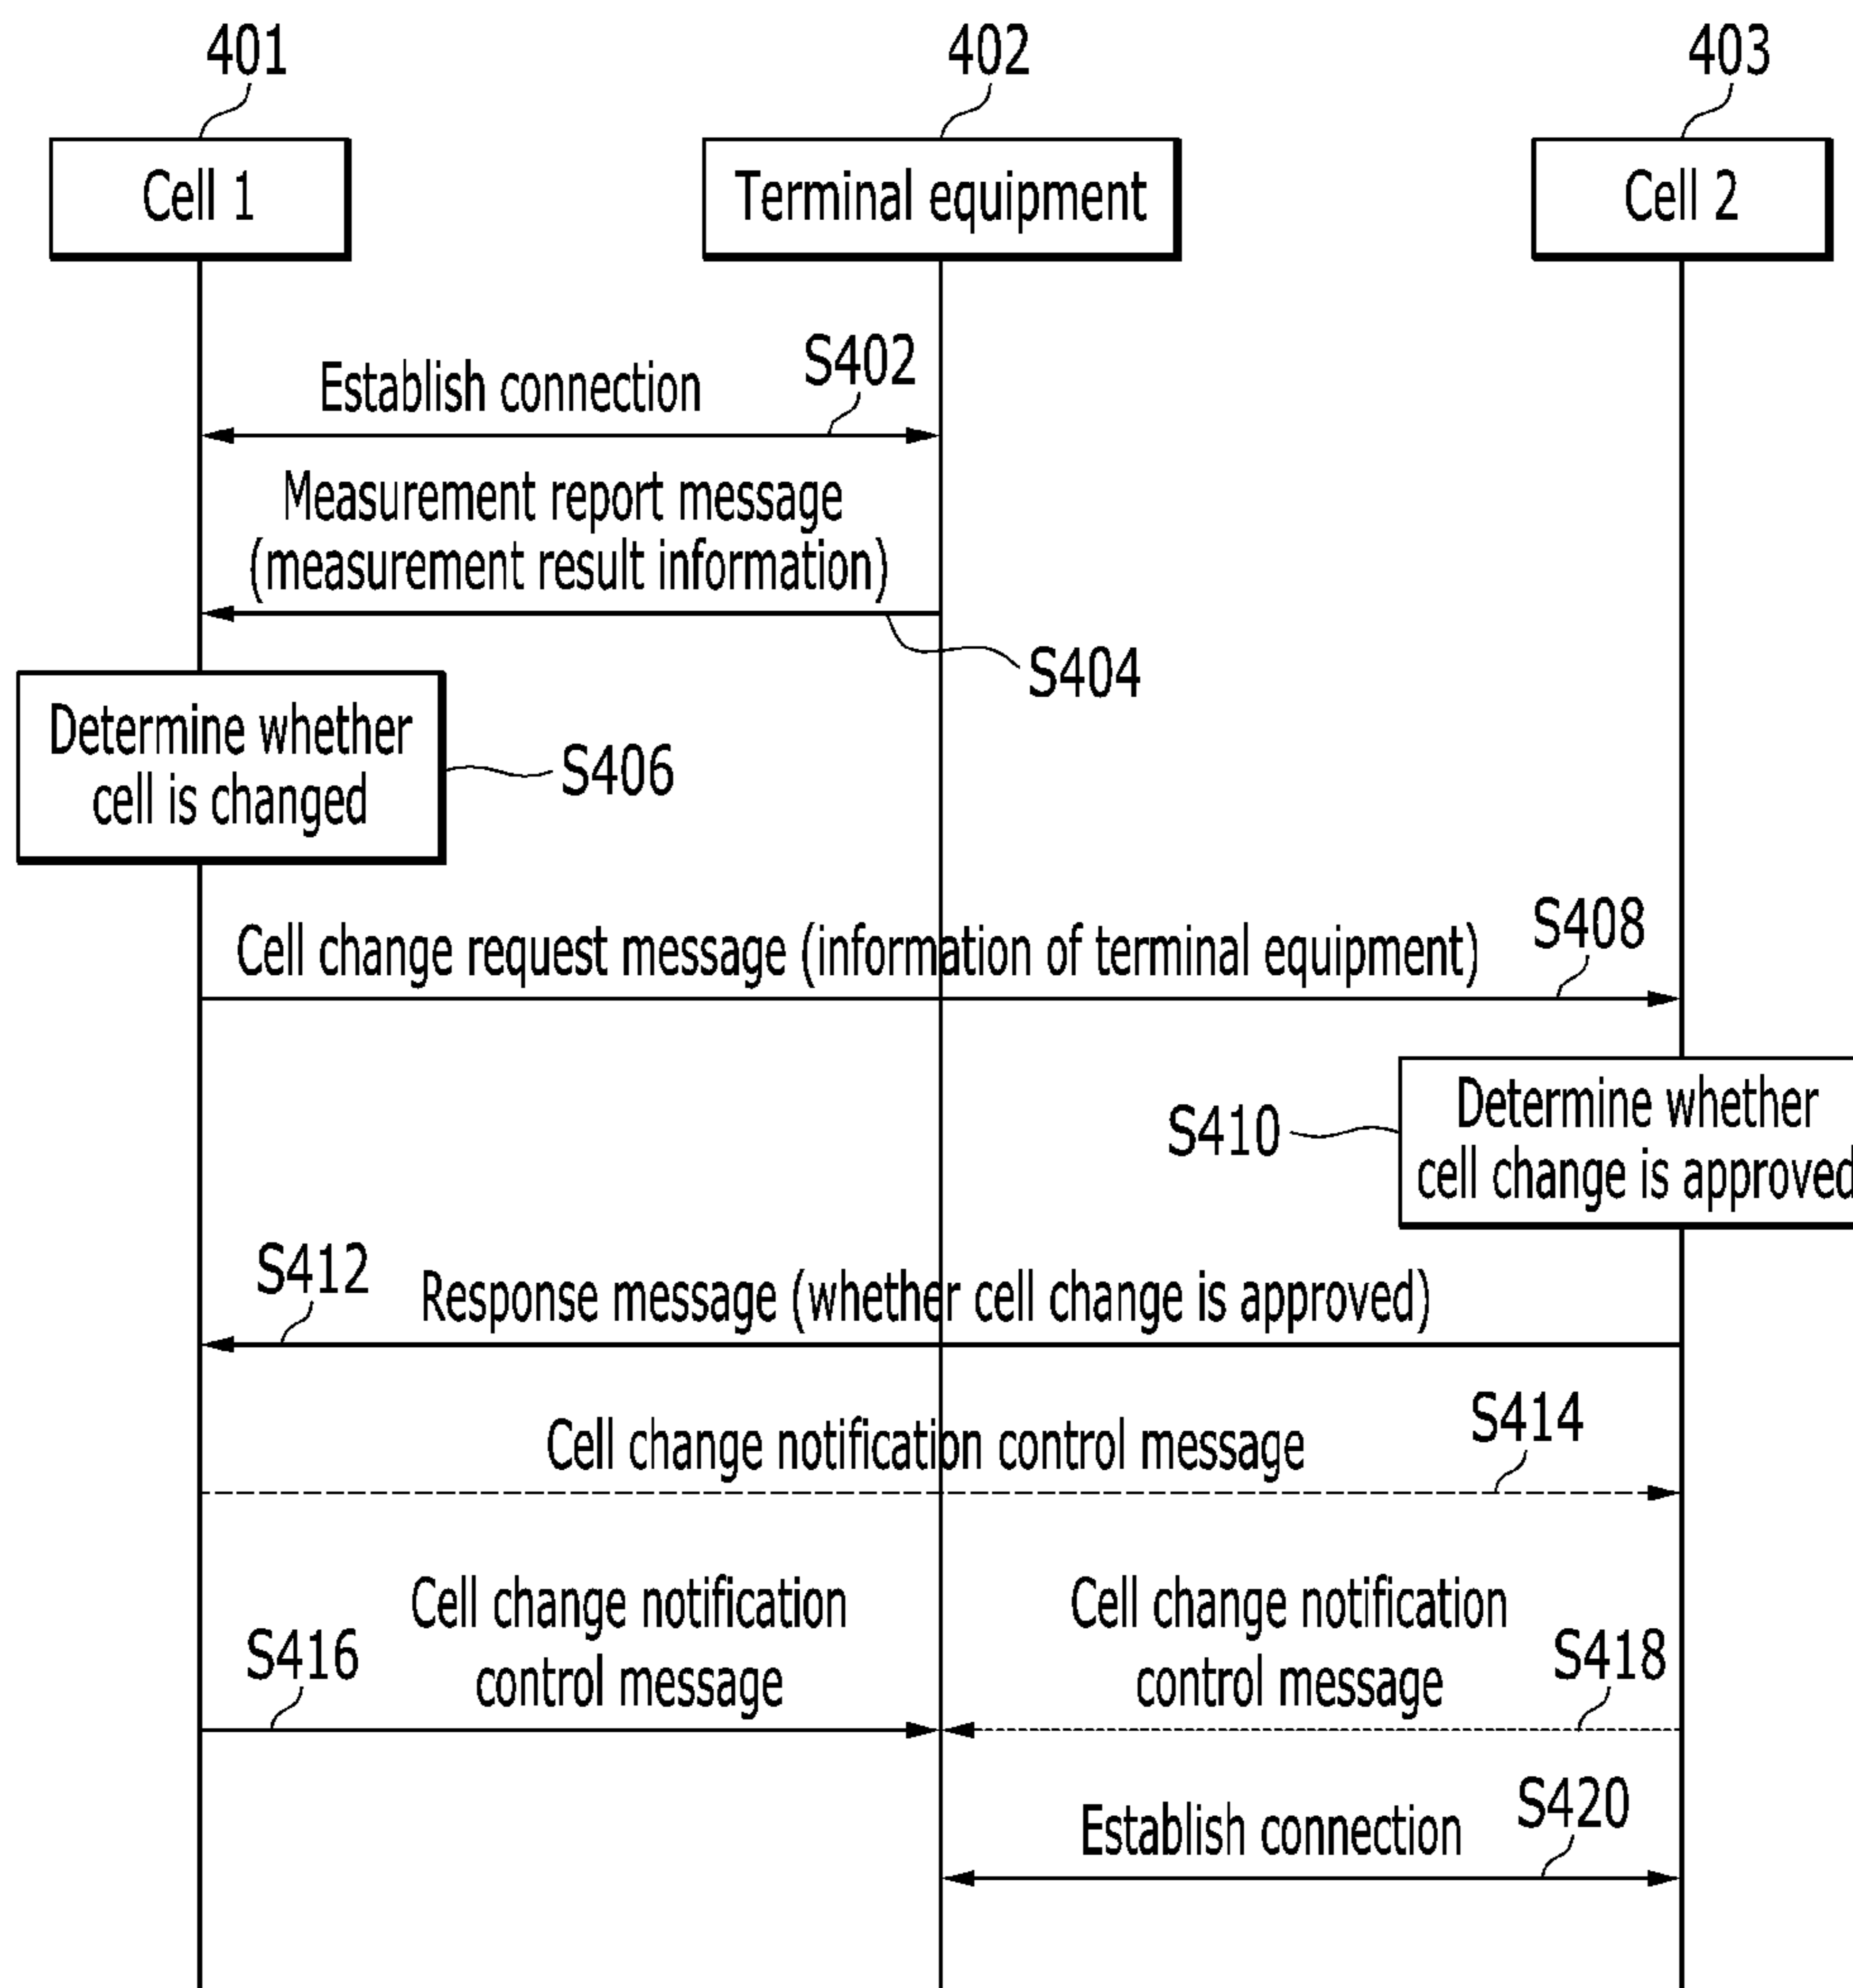 401
402
403
Cell 1
Terminal equipment
Cell 2
Establish connection
S402
Measurement report message
(measurement result information)
S404
Determine whether
cell is changed
S406
Cell change request message (information of terminal equipment)
S408
S410
Determine whether
cell change is approved
S412
Response message (whether cell change is approved)
Cell change notification control message
S414
S416
Cell change notification
control message
Cell change notification
control message
S418
Establish connection
S420